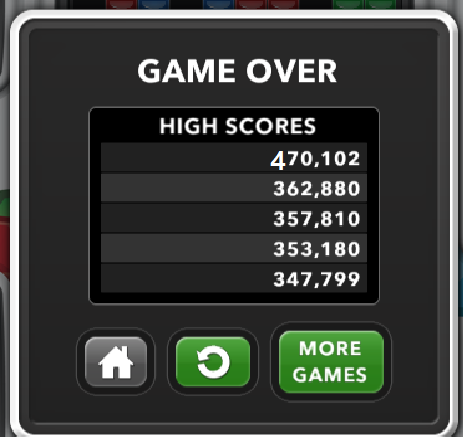 GAME OVER
HIGH SCORES
470,102
362,880
357,810
353,180
347,799
MORE
GAMES